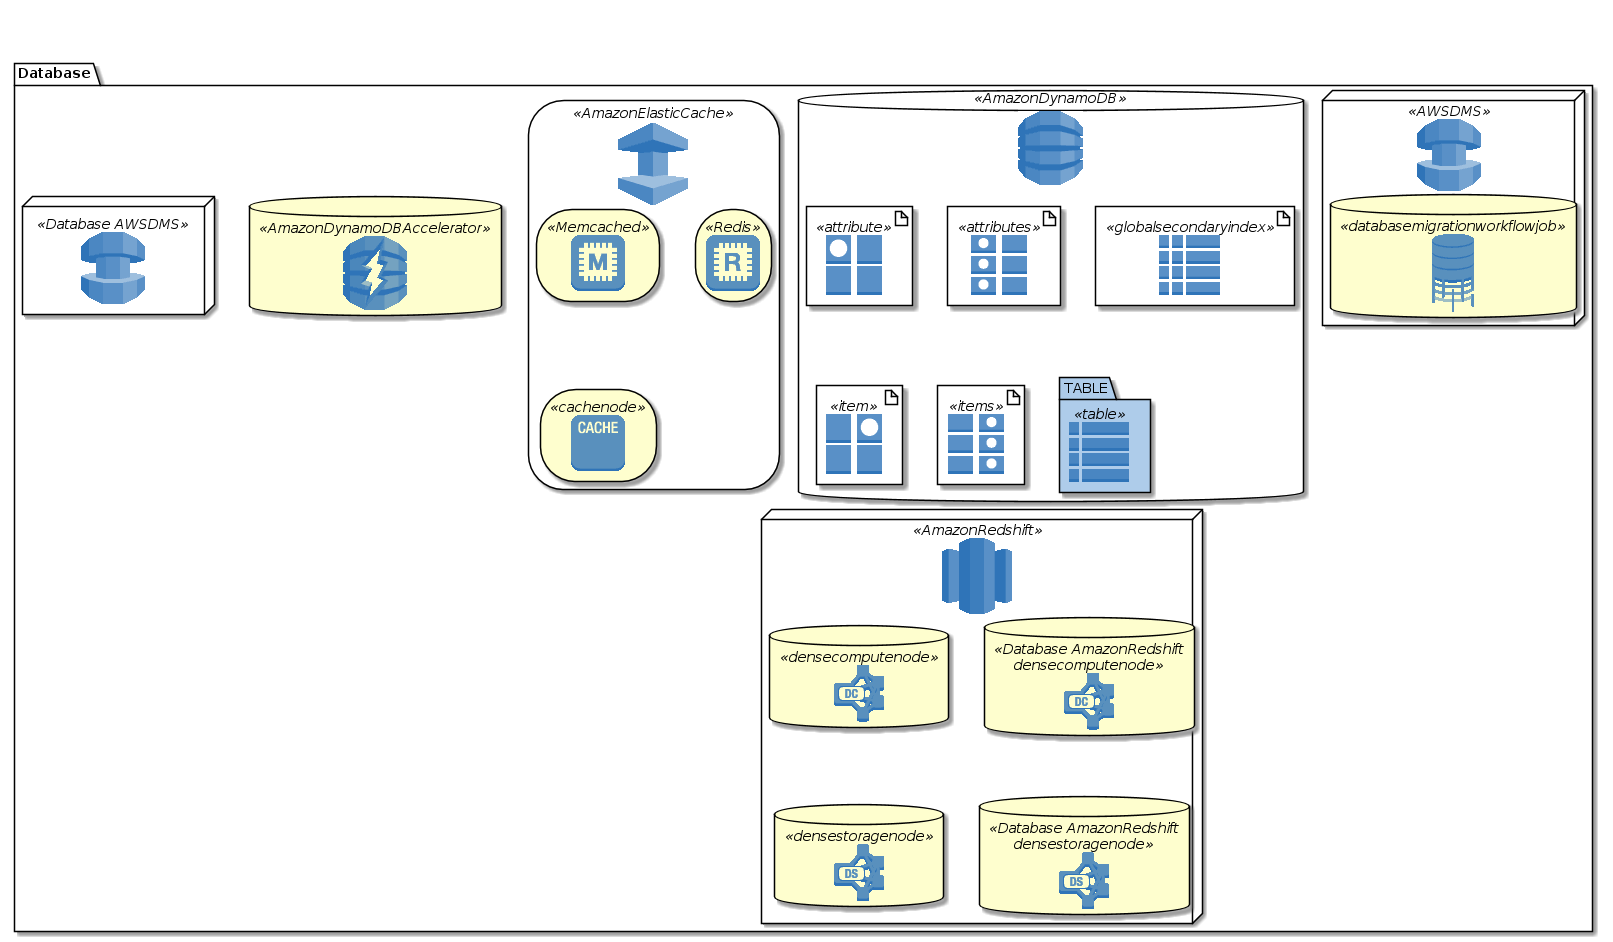 Database
«Database AWSDMS»
«AmazonDynamoDBAccelerator»
«AmazonElasticCache»
«Memcached»
M
«Redis»
R
«cachenode»
CACHE
«AmazonDynamoDB»
«attribute»
«attributes»
«globalsecondaryindex»
«item»
«items»
TABLE
«table»
«AWSDMS»
«databasemigrationworkflowjob»
«AmazonRedshift»
«densecomputenode»
DC
«Database AmazonRedshift
densecomputenode»
DC
«densestoragenode»
DS
«Database AmazonRedshift
densestoragenode»
DS